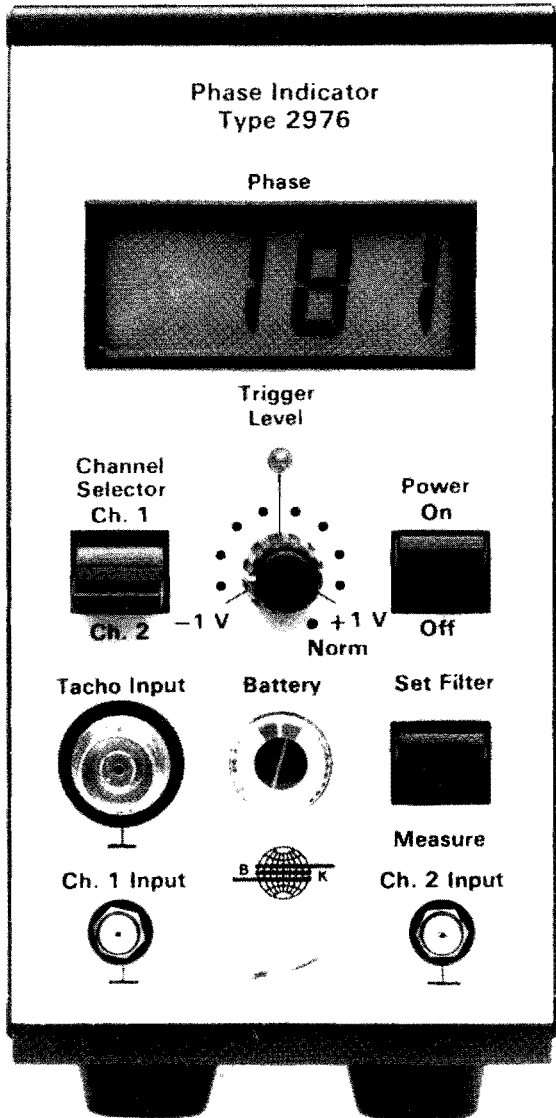 Phase Indicator
Type 2976
Phase
181
Trigger
Level
Channel
Selector
Ch. 1
Power
On
Ch. 2
-1 V
+1 V
Norm
Off
Tacho Input
Battery
Set Filter
Measure
B K
Ch. 1 Input
Ch. 2 Input